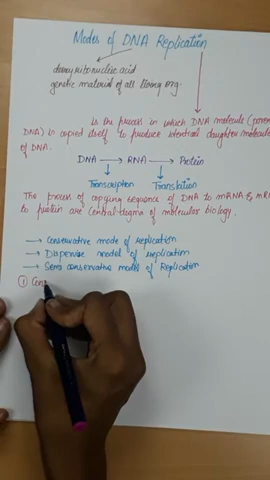 Modes of DNA Replication
deoxyribonucleic acid
genetic material of all living org.
is the process in which DNA molecule (paren
DNA) is copied itself to produce identical daughter molecule
of DNA.
DNA → RNA → Protein
Transcription Translation
The process of copying sequence of DNA to mRNA & mR
to protein are Central dogma of molecular biology.
→ Conservative mode of replication
→ Dispersive model of replication
→ Semi conservative model of Replication
① Con